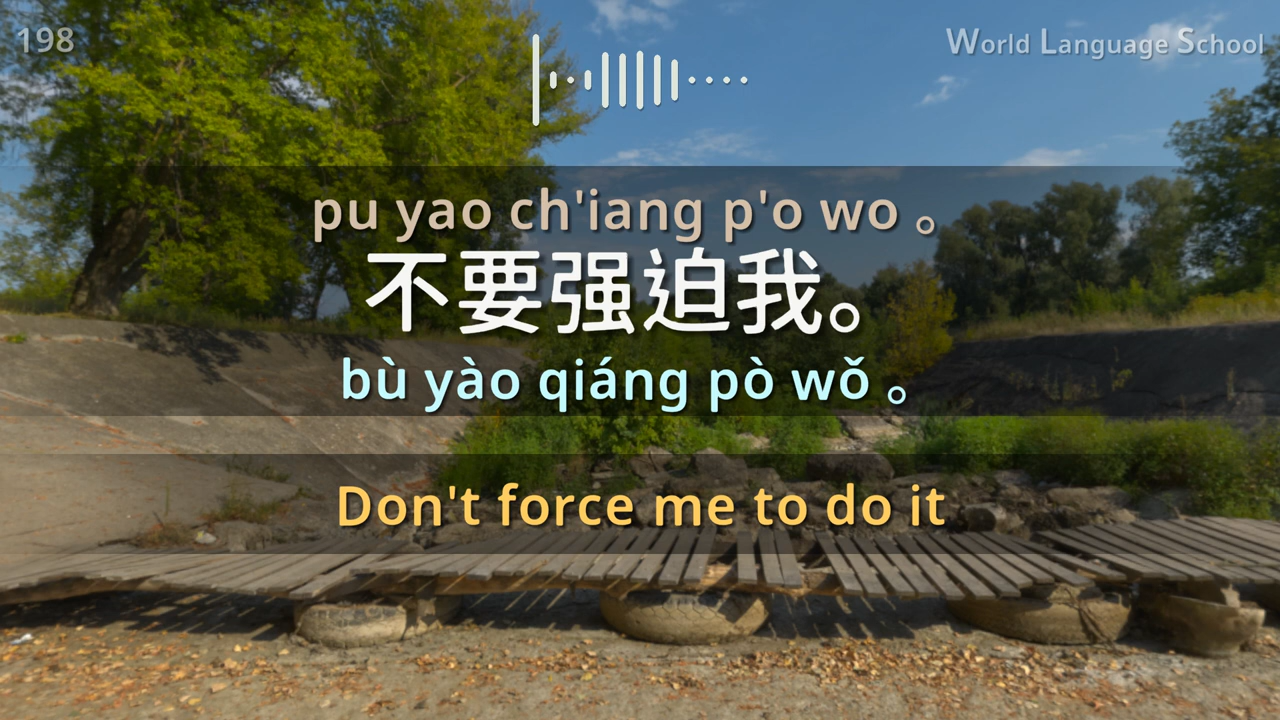 198
World Language School
pu yao ch'iang p'o wo 。
不要强迫我。
bù yào qiáng pò wǒ 。
Don't force me to do it